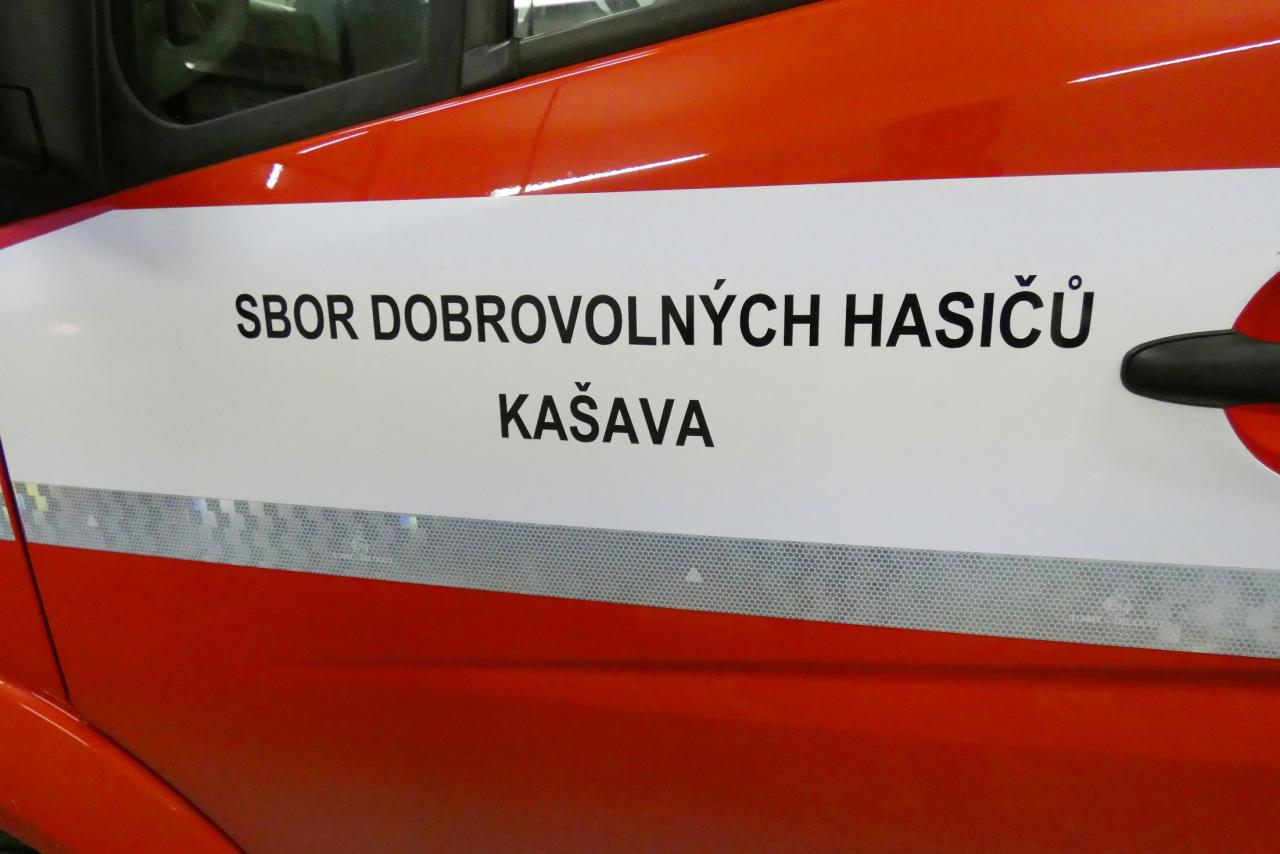 SBOR DOBROVOLNÝCH HASIČŮ
KAŠAVA